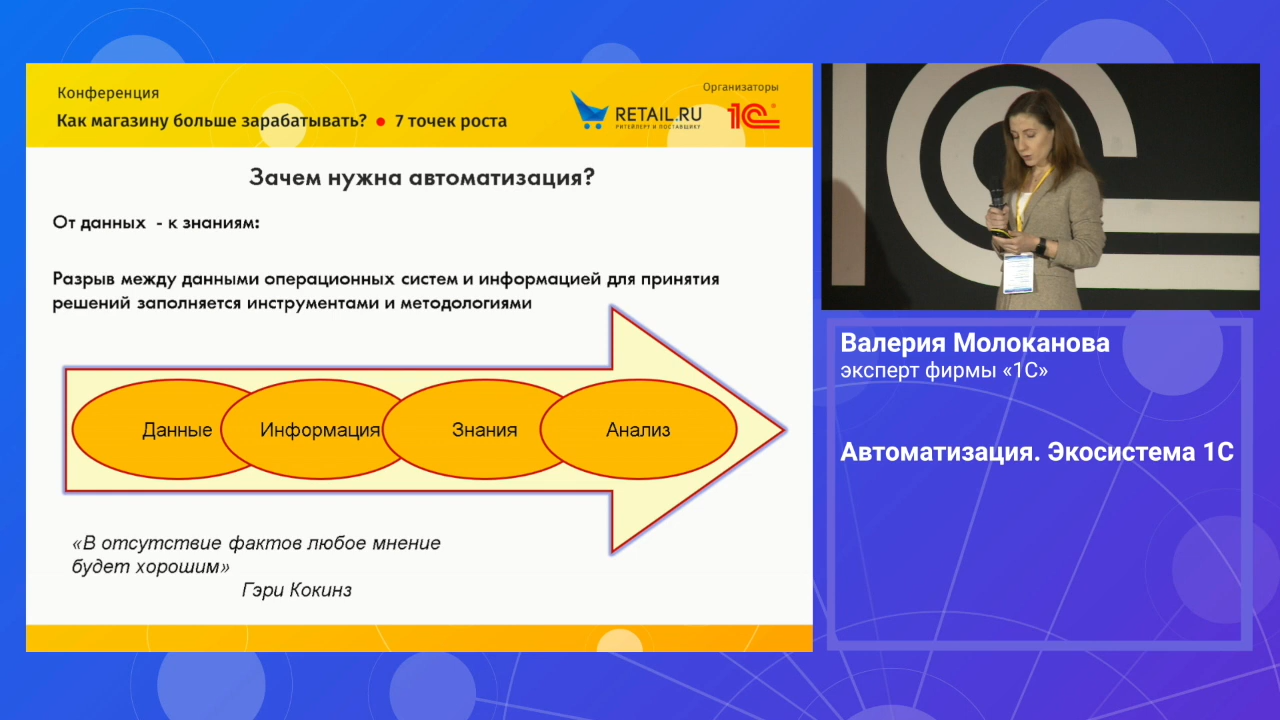 Конференция
Как магазину больше зарабатывать? • 7 точек роста
Организаторы
RETAIL.RU
РИТЕЙЛЕРУ И ПОСТАВЩИКУ
1С
Зачем нужна автоматизация?
От данных - к знаниям:
Разрыв между данными операционных систем и информацией для принятия
решений заполняется инструментами и методологиями
Данные
Информация
Знания
Анализ
«В отсутствие фактов любое мнение
будет хорошим»
Гэри Кокинз
Валерия Молоканова
эксперт фирмы «1С»
Автоматизация. Экосистема 1С